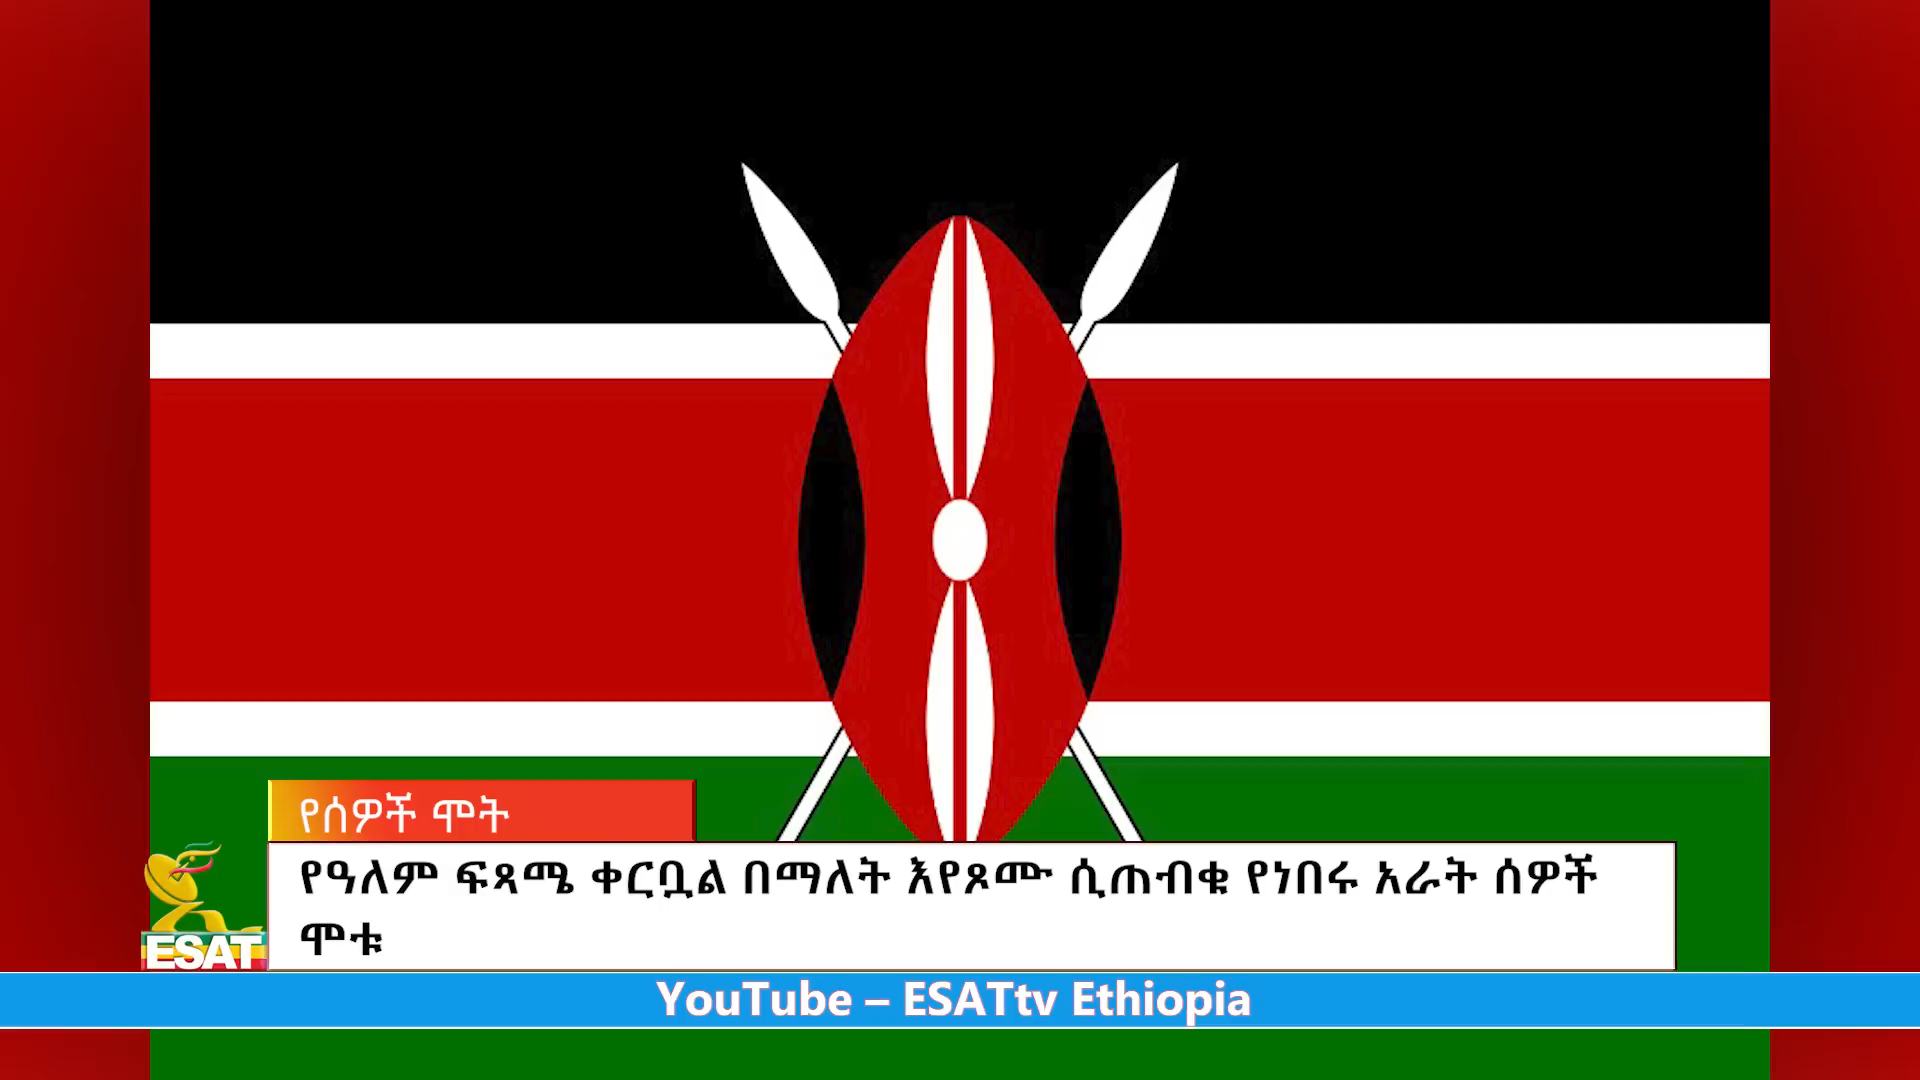 የሰዎች ሞት
የዓለም ፍጻሜ ቀርቧል በማለት እየጾሙ ሲጠብቁ የነበሩ አራት ሰዎች
ሞቱ
ESAT
YouTube – ESATtv Ethiopia